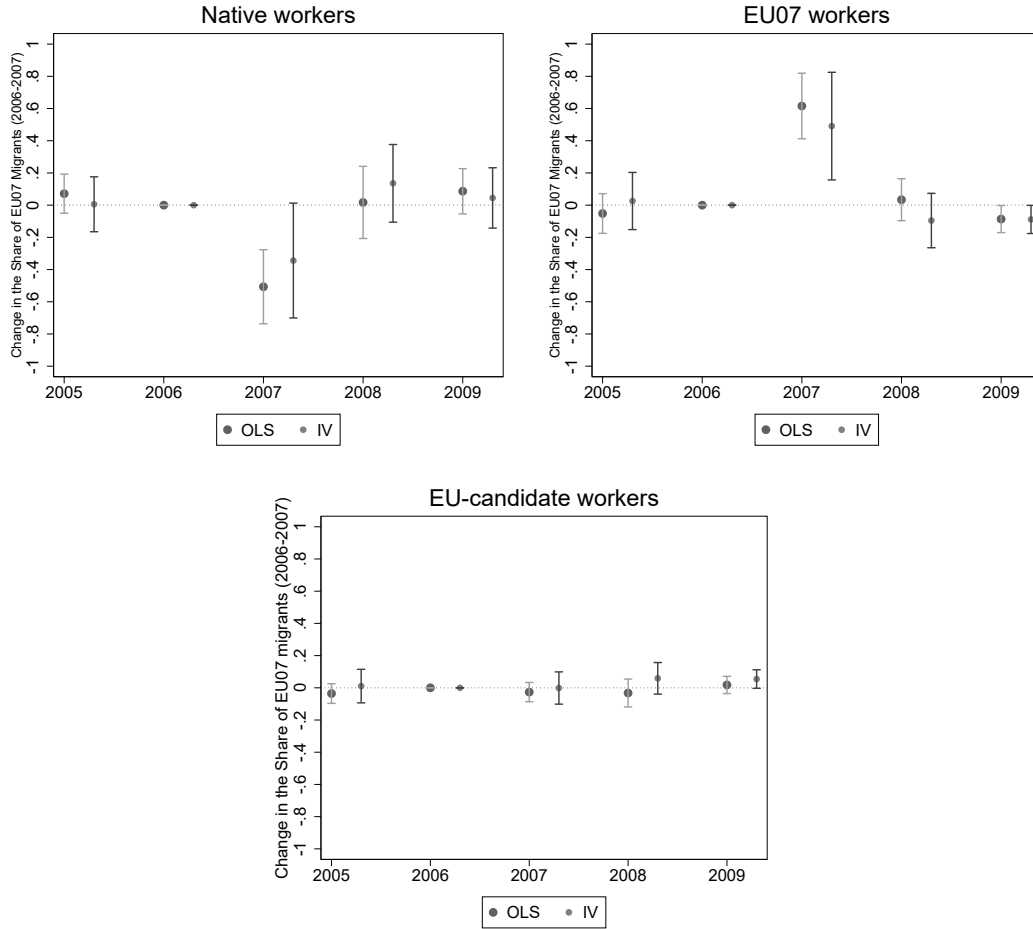 Native workers
Change in the Share of EU07 Migrants (2006-2007)
1
.8
.6
.4
.2
0
-.2
-.4
-.6
-.8
-1
2005 2006 2007 2008 2009
OLS IV
EU07 workers
Change in the Share of EU07 Migrants (2006-2007)
1
.8
.6
.4
.2
0
-.2
-.4
-.6
-.8
-1
2005 2006 2007 2008 2009
OLS IV
EU-candidate workers
Change in the Share of EU07 migrants (2006-2007)
1
.8
.6
.4
.2
0
-.2
-.4
-.6
-.8
-1
2005 2006 2007 2008 2009
OLS IV